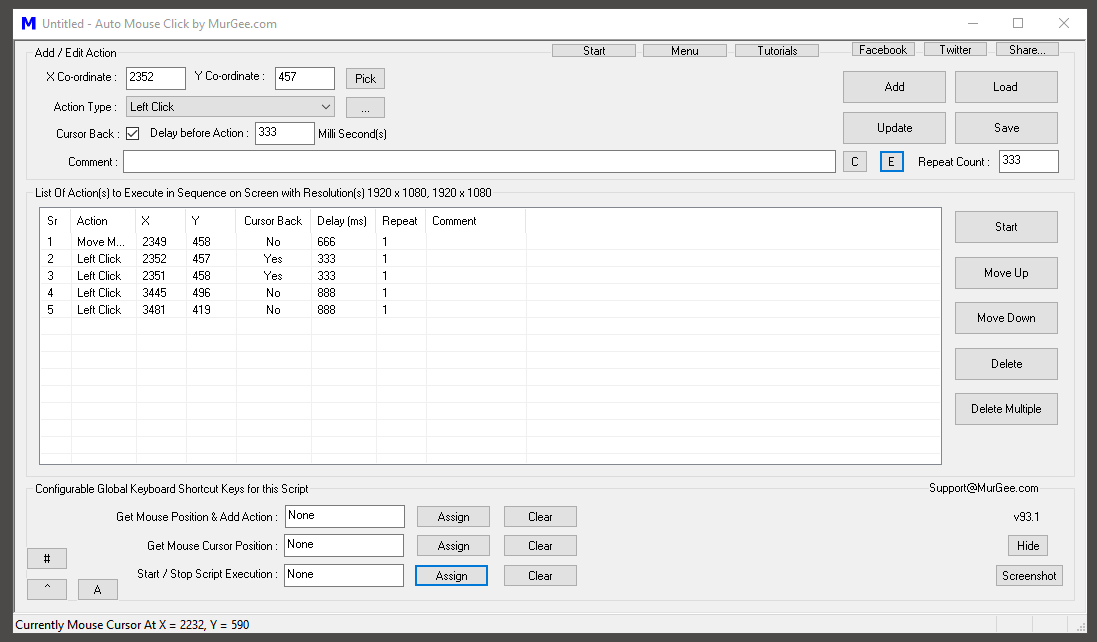 M Untitled - Auto Mouse Click by MurGee.com
Add / Edit Action Start Menu Tutorials Facebook Twitter Share...
X Co-ordinate : 2352 Y Co-ordinate : 457 Pick Add Load
Action Type : Left Click ...
Cursor Back : Delay before Action : 333 Milli Second(s) Update Save
Comment : C E Repeat Count : 333
List Of Action(s) to Execute in Sequence on Screen with Resolution(s) 1920 x 1080, 1920 x 1080
Sr Action X Y Cursor Back Delay (ms) Repeat Comment
1 Move M... 2349 458 No 666 1
2 Left Click 2352 457 Yes 333 1
3 Left Click 2351 458 Yes 333 1
4 Left Click 3445 496 No 888 1
5 Left Click 3481 419 No 888 1
Start
Move Up
Move Down
Delete
Delete Multiple
Configurable Global Keyboard Shortcut Keys for this Script Support@MurGee.com
Get Mouse Position & Add Action : None Assign Clear v93.1
Get Mouse Cursor Position : None Assign Clear Hide
#
Start / Stop Script Execution : None Assign Clear Screenshot
^ A
Currently Mouse Cursor At X = 2232, Y = 590